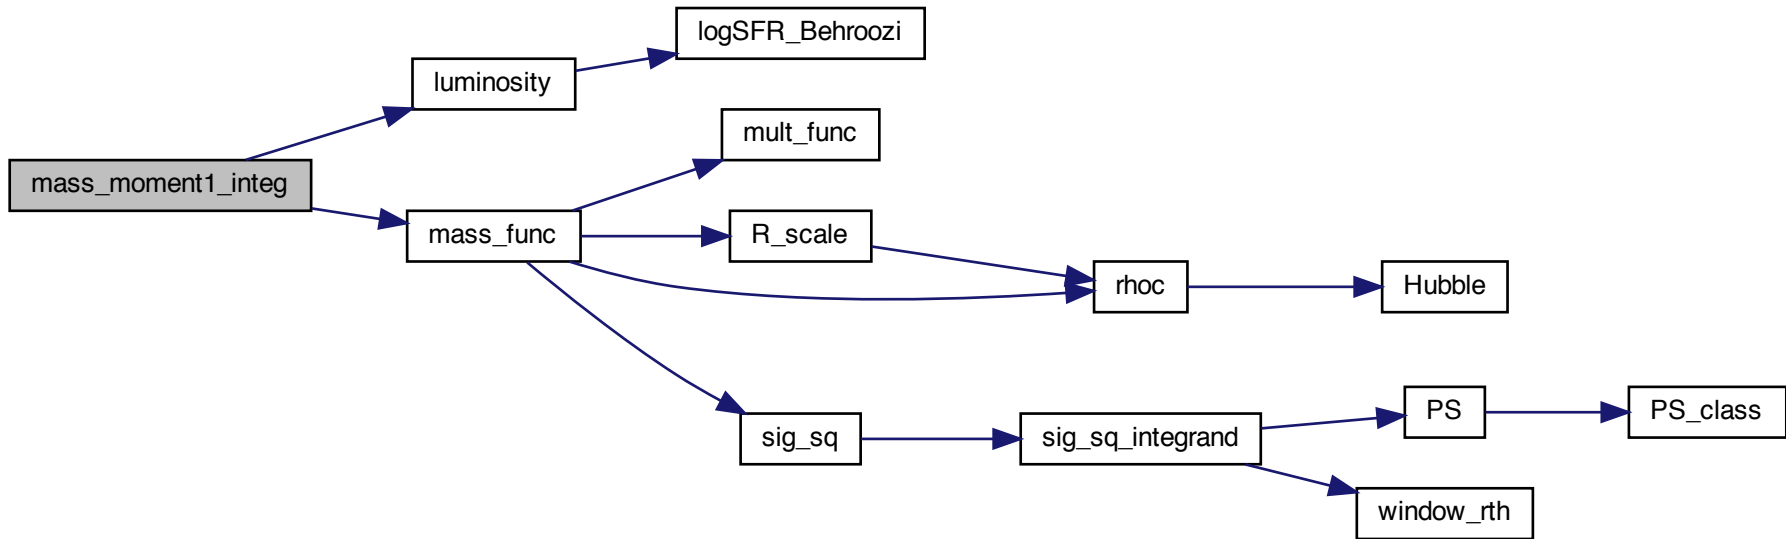 logSFR_Behroozi
luminosity
mult_func
mass_moment1_integ
mass_func
R_scale
rhoc
Hubble
sig_sq
sig_sq_integrand
PS
PS_class
window_rth